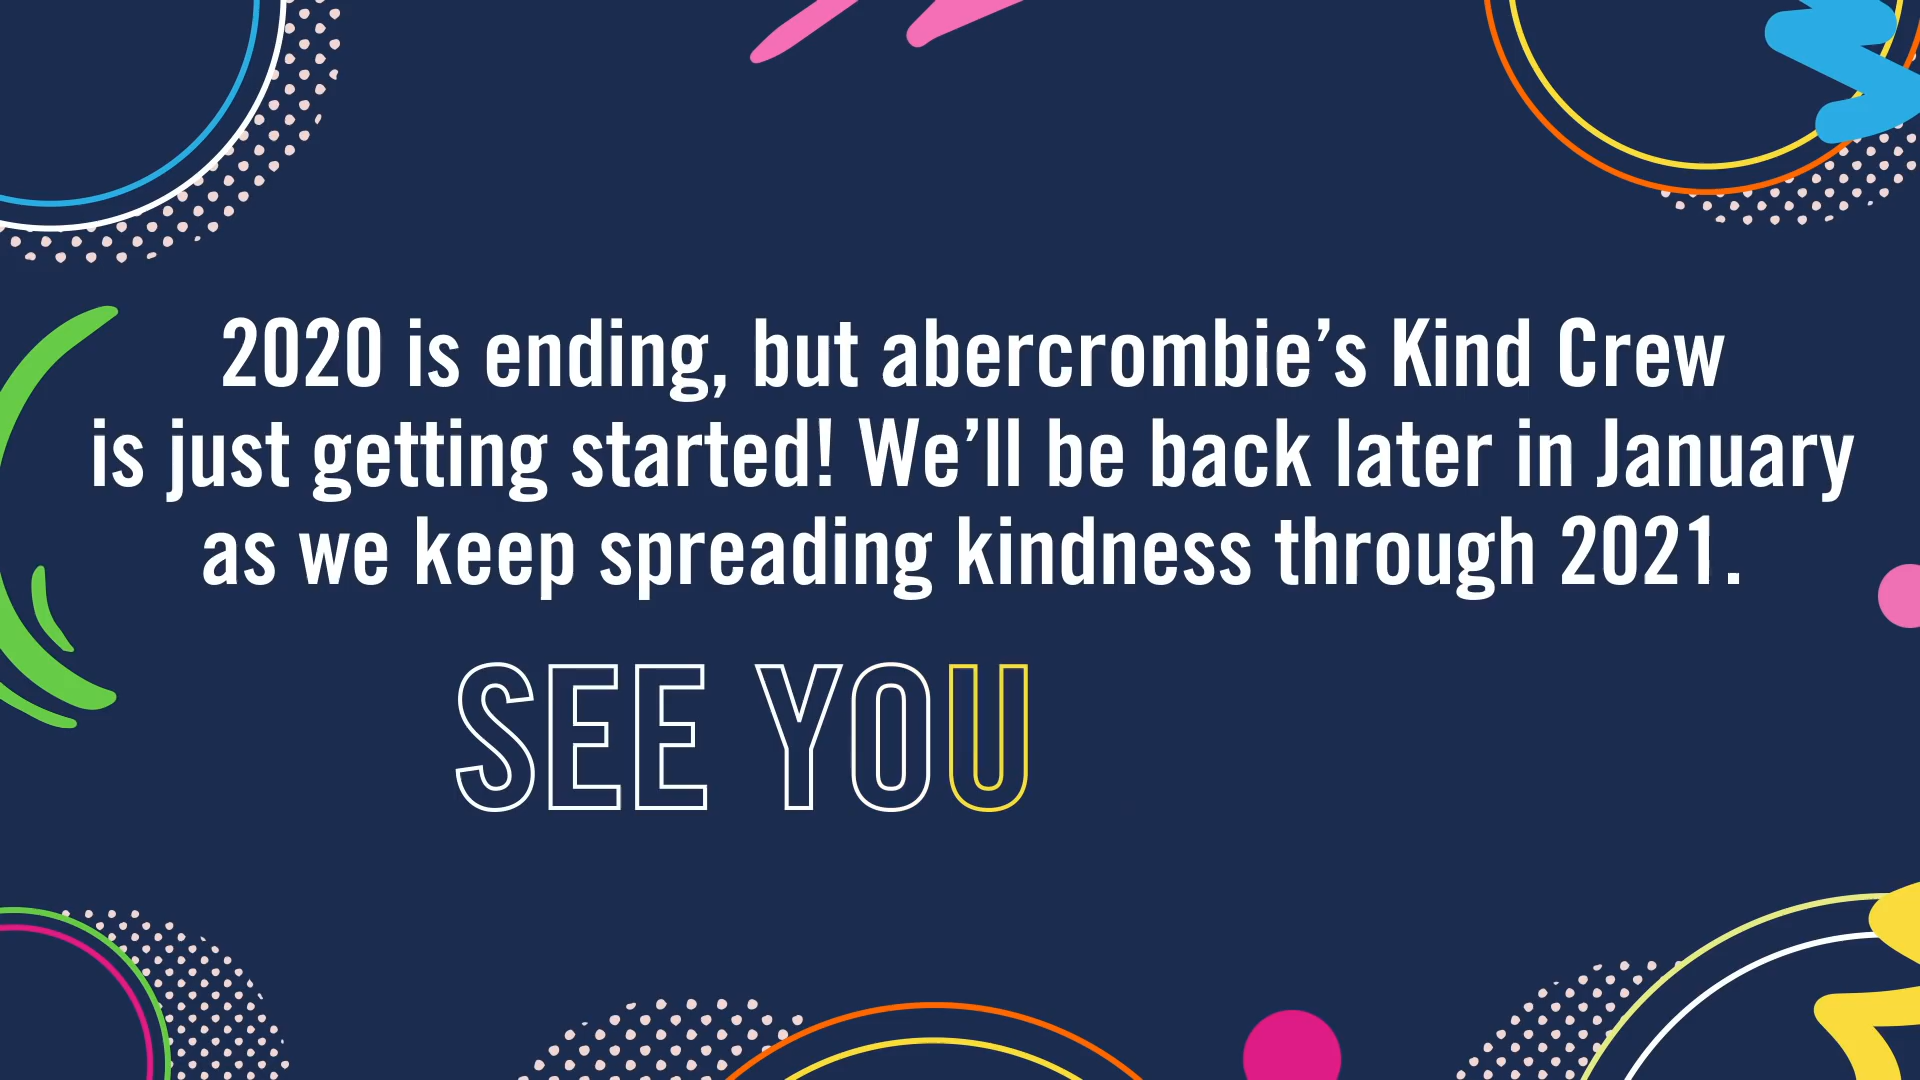 2020 is ending, but abercrombie’s Kind Crew
is just getting started! We’ll be back later in January
as we keep spreading kindness through 2021.
SEE YOU